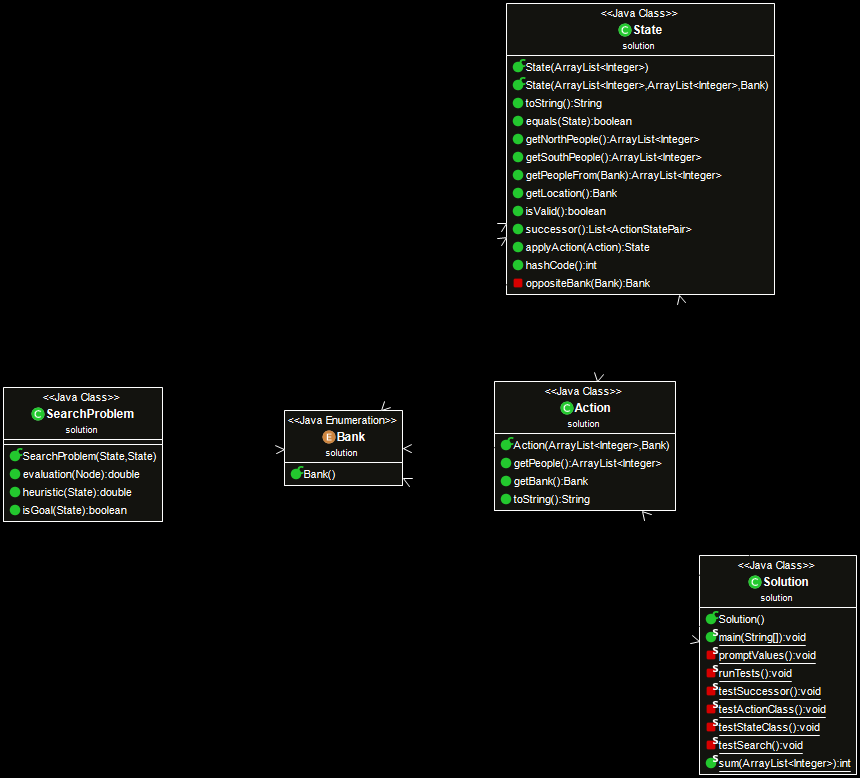 <<Java Class>>
C State
solution
State(ArrayList<Integer>)
State(ArrayList<Integer>,ArrayList<Integer>,Bank)
toString():String
equals(State):boolean
getNorthPeople():ArrayList<Integer>
getSouthPeople():ArrayList<Integer>
getPeopleFrom(Bank):ArrayList<Integer>
getLocation():Bank
isValid():boolean
successor():List<ActionStatePair>
applyAction(Action):State
hashCode():int
oppositeBank(Bank):Bank
<<Java Class>>
C SearchProblem
solution
SearchProblem(State,State)
evaluation(Node):double
heuristic(State):double
isGoal(State):boolean
<<Java Enumeration>>
E Bank
solution
Bank()
<<Java Class>>
C Action
solution
Action(ArrayList<Integer>,Bank)
getPeople():ArrayList<Integer>
getBank():Bank
toString():String
<<Java Class>>
C Solution
solution
Solution()
S main(String[]):void
S promptValues():void
S runTests():void
S testSuccessor():void
S testActionClass():void
S testStateClass():void
S testSearch():void
S sum(ArrayList<Integer>):int